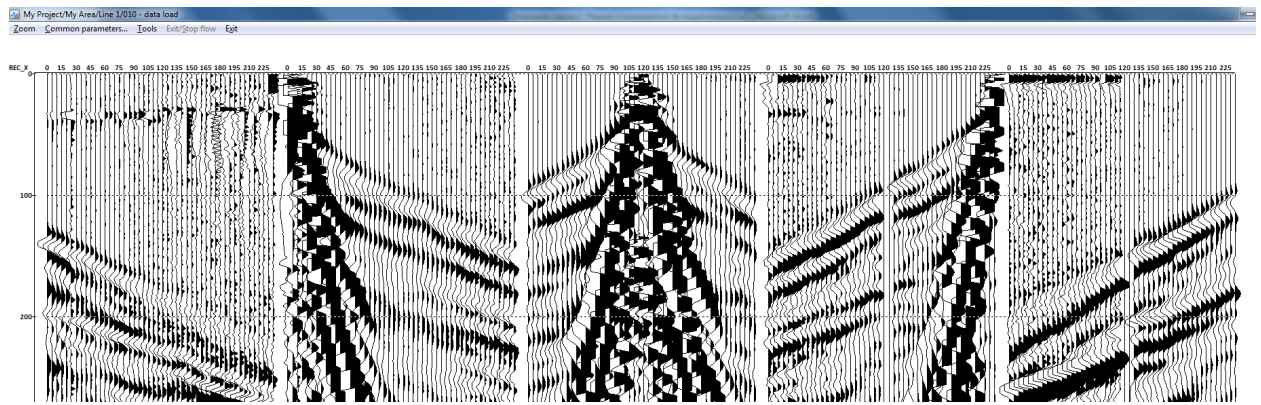 My Project/My Area/Line 1/010 - data load
Zoom Common parameters... Tools Exit/Stop flow Exit
REC_X 0 15 30 45 60 75 90 105 120 135 150 165 180 195 210 225 0 15 30 45 60 75 90 105 120 135 150 165 180 195 210 225 0 15 30 45 60 75 90 105 120 135 150 165 180 195 210 225 0 15 30 45 60 75 90 105 120 135 150 165 180 195 210 225 0 15 30 45 60 75 90 105 120 135 150 165 180 195 210 225
0
100
200